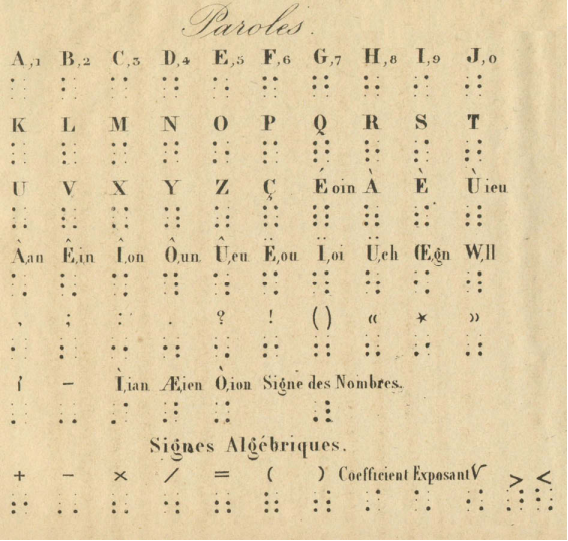 Paroles.
A,1 B,2 C,3 D,4 E,5 F,6 G,7 H,8 I,9 J,0
K L M N O P Q R S T
U V X Y Z Ç É oin À È Ù ieu
Â,an Ê,in Î,on Ô,un Û,eu Ë,ou Ï,oi Ü,ch Œ,gn W,ll
, ; : . ? ! ( ) « * »
í — Ì,ian Æ,ien Ò,ion Signe des Nombres.
Signes Algébriques.
+ − × / = ( ) Coefficient Exposant √ > <